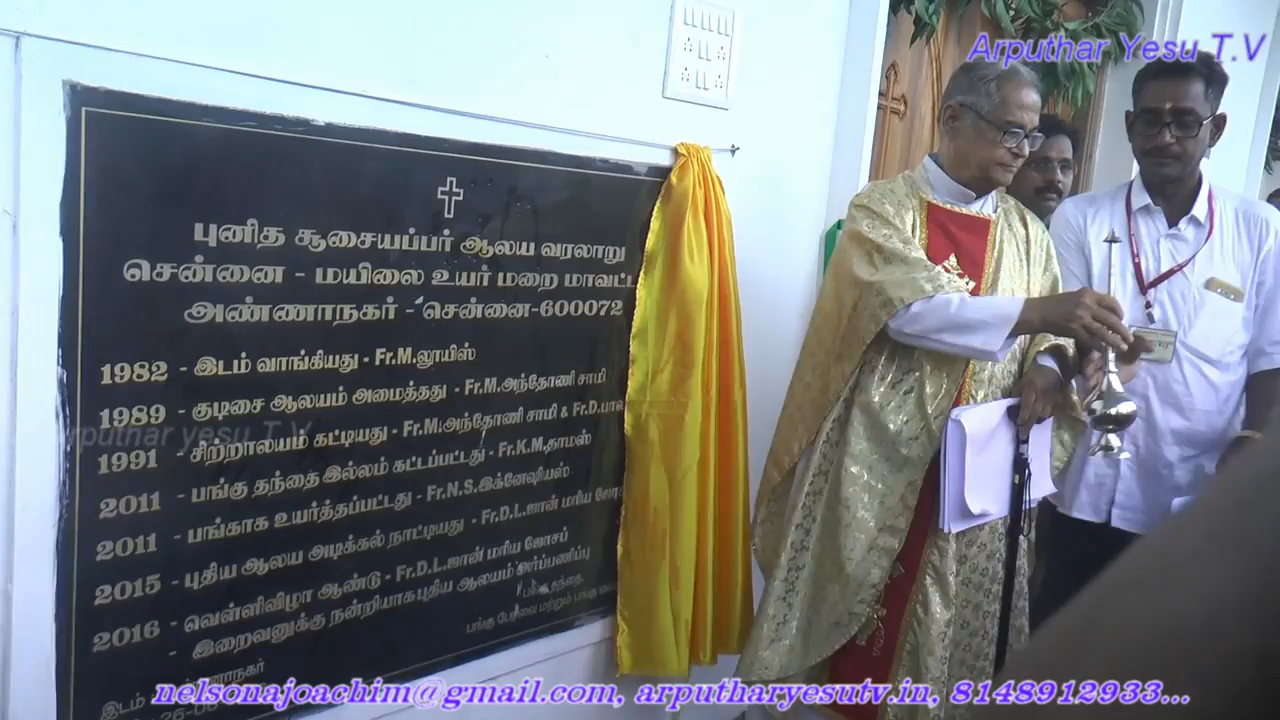 Arputhar Yesu T.V
புனித சூசையப்பர் ஆலய வரலாறு
சென்னை - மயிலை உயர் மறை மாவட்ட
அண்ணாநகர் - சென்னை-600072
1982 - இடம் வாங்கியது - Fr.M.லூயிஸ்
1989 - குடிசை ஆலயம் அமைத்தது - Fr.M.அந்தோணி சாமி
1991 - சிற்றாலயம் கட்டியது - Fr.M.அந்தோணி சாமி & Fr.D.பால
2011 - பங்கு தந்தை இல்லம் கட்டப்பட்டது - Fr.K.M.தாமஸ்
2011 - பங்காக உயர்த்தப்பட்டது - Fr.N.S.இக்னேஷியஸ்
2015 - புதிய ஆலய அடிக்கல் நாட்டியது - Fr.D.L.ஜான் மரிய ஜோச
2016 - வெள்ளிவிழா ஆண்டு - Fr.D.L.ஜான் மரிய ஜோசப்
- இறைவனுக்கு நன்றியாக புதிய ஆலயம் அர்ப்பணிப்பு
பங்கு தந்தை,
பங்கு பேரவை மற்றும் பங்கு
இடம்
arputhar yesu T.V
nelsonajoachim@gmail.com, arputharyesutv.in, 8148912933...